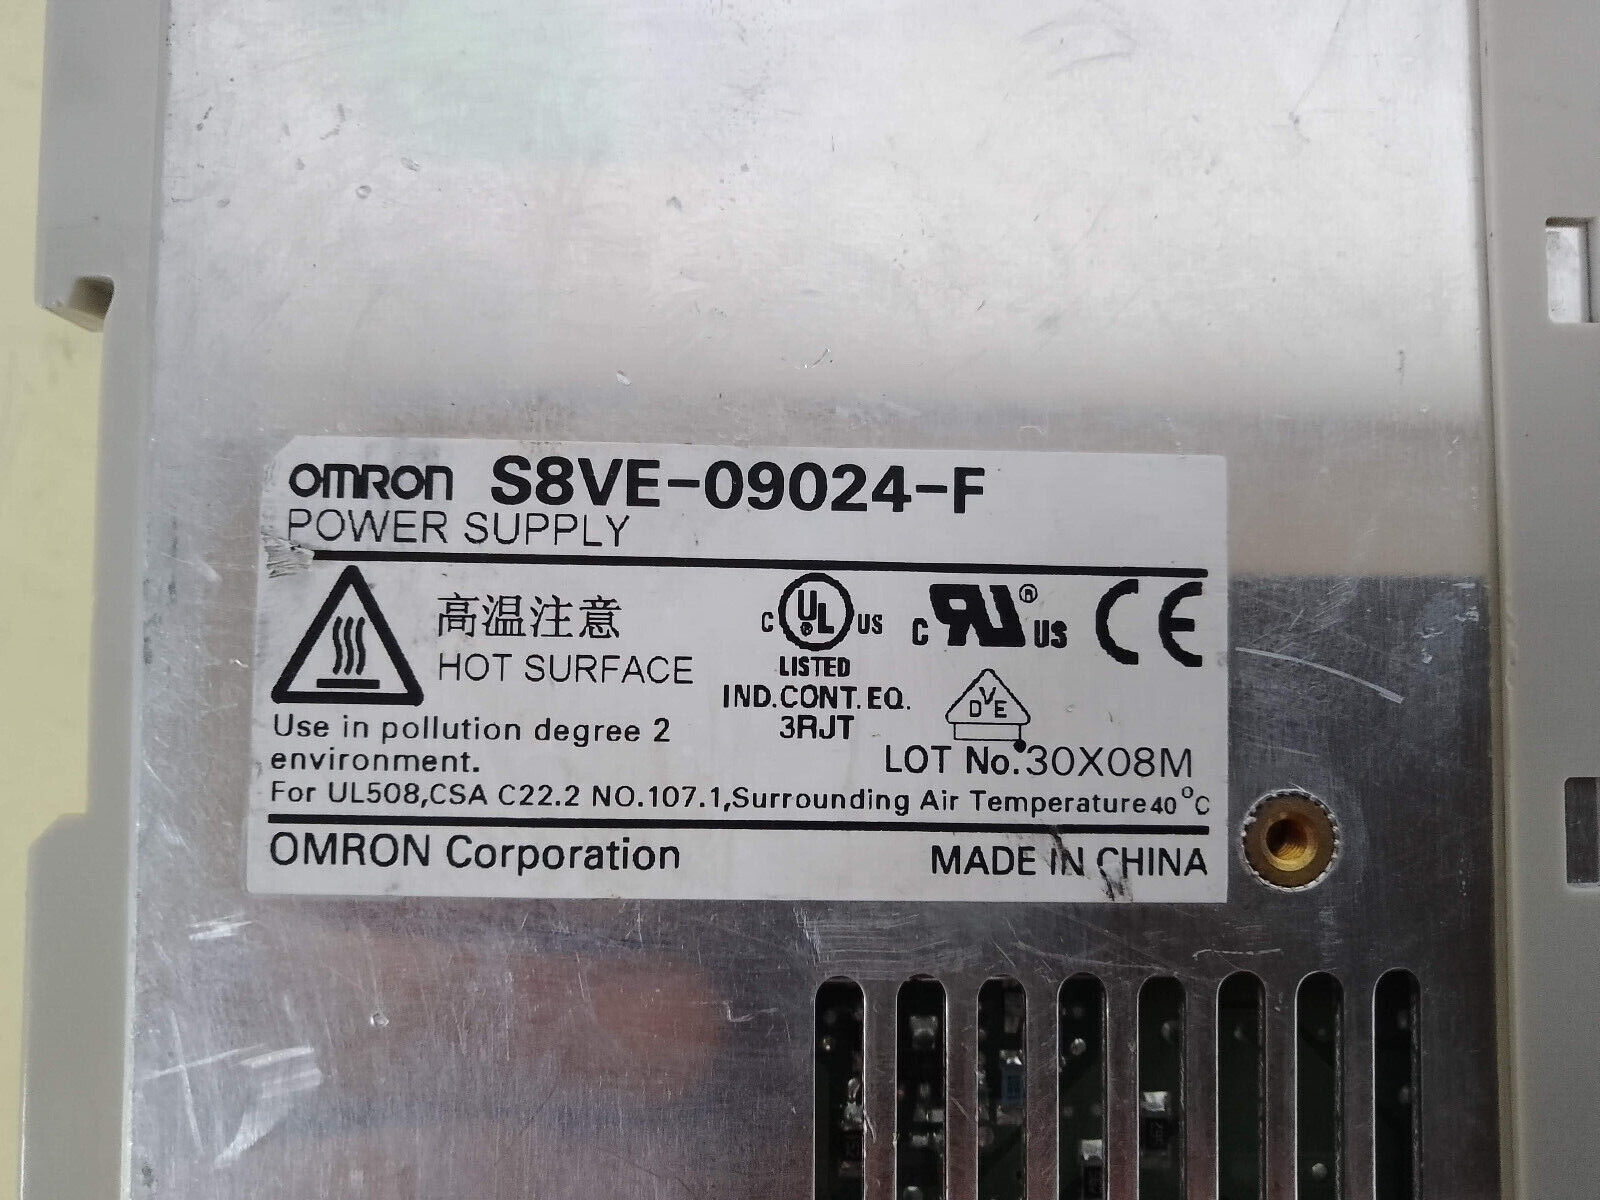 OMRON S8VE-09024-F
POWER SUPPLY
高温注意
HOT SURFACE
C UL US
LISTED
IND.CONT.EQ.
3RJT
C RU ® US
CE
DVE
Use in pollution degree 2
environment.
LOT No. 30X08M
For UL508,CSA C22.2 NO.107.1,Surrounding Air Temperature 40°C
OMRON Corporation
MADE IN CHINA